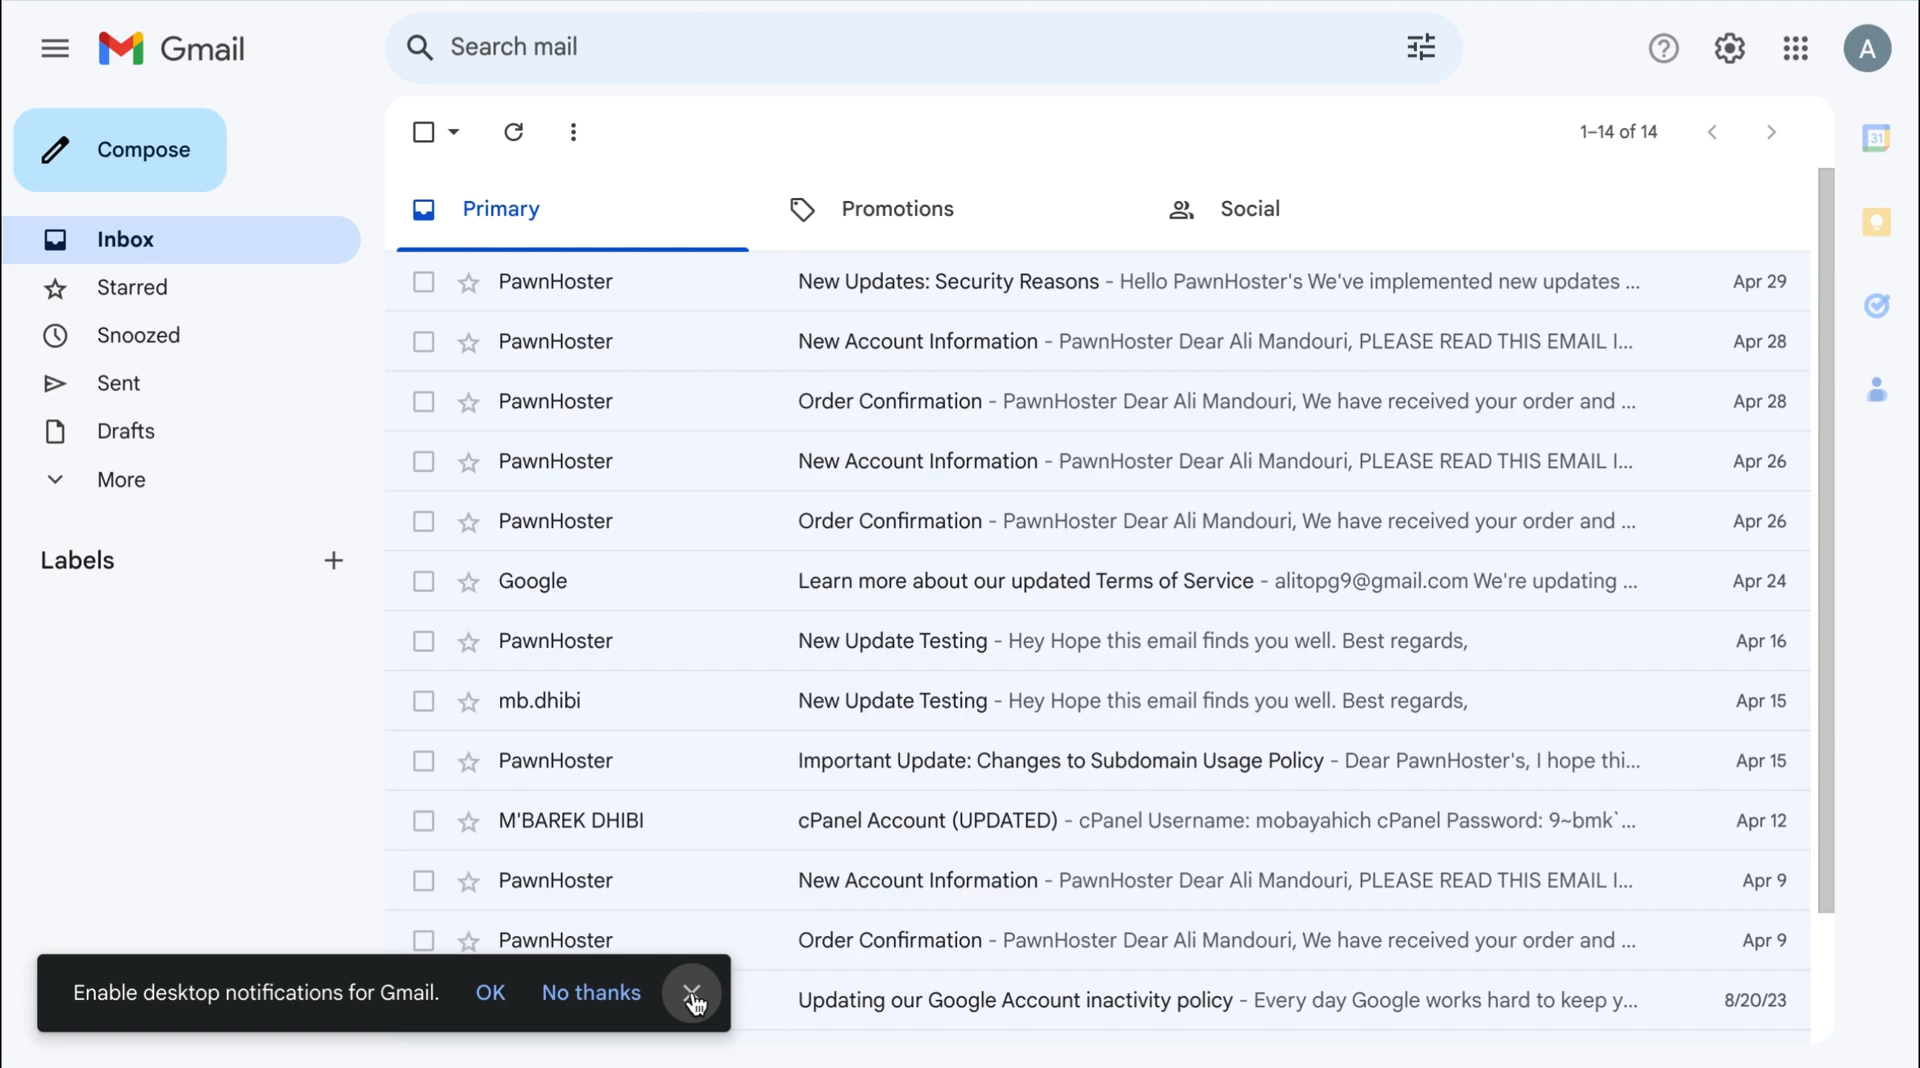 Gmail
Search mail
A
Compose
1–14 of 14
31
Primary
Promotions
Social
Inbox
Starred
Snoozed
Sent
Drafts
More
Labels
PawnHoster New Updates: Security Reasons - Hello PawnHoster's We've implemented new updates ... Apr 29
PawnHoster New Account Information - PawnHoster Dear Ali Mandouri, PLEASE READ THIS EMAIL I... Apr 28
PawnHoster Order Confirmation - PawnHoster Dear Ali Mandouri, We have received your order and ... Apr 28
PawnHoster New Account Information - PawnHoster Dear Ali Mandouri, PLEASE READ THIS EMAIL I... Apr 26
PawnHoster Order Confirmation - PawnHoster Dear Ali Mandouri, We have received your order and ... Apr 26
Google Learn more about our updated Terms of Service - alitopg9@gmail.com We're updating ... Apr 24
PawnHoster New Update Testing - Hey Hope this email finds you well. Best regards, Apr 16
mb.dhibi New Update Testing - Hey Hope this email finds you well. Best regards, Apr 15
PawnHoster Important Update: Changes to Subdomain Usage Policy - Dear PawnHoster's, I hope thi... Apr 15
M'BAREK DHIBI cPanel Account (UPDATED) - cPanel Username: mobayahich cPanel Password: 9~bmk`... Apr 12
PawnHoster New Account Information - PawnHoster Dear Ali Mandouri, PLEASE READ THIS EMAIL I... Apr 9
PawnHoster Order Confirmation - PawnHoster Dear Ali Mandouri, We have received your order and ... Apr 9
Updating our Google Account inactivity policy - Every day Google works hard to keep y... 8/20/23
Enable desktop notifications for Gmail. OK No thanks